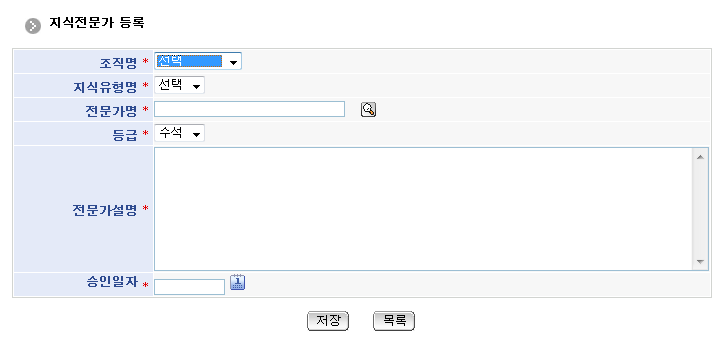 지식전문가 등록
조직명 * 선택
지식유형명 * 선택
전문가명 *
등급 * 수석
전문가설명 *
승인일자 * 1
저장 목록